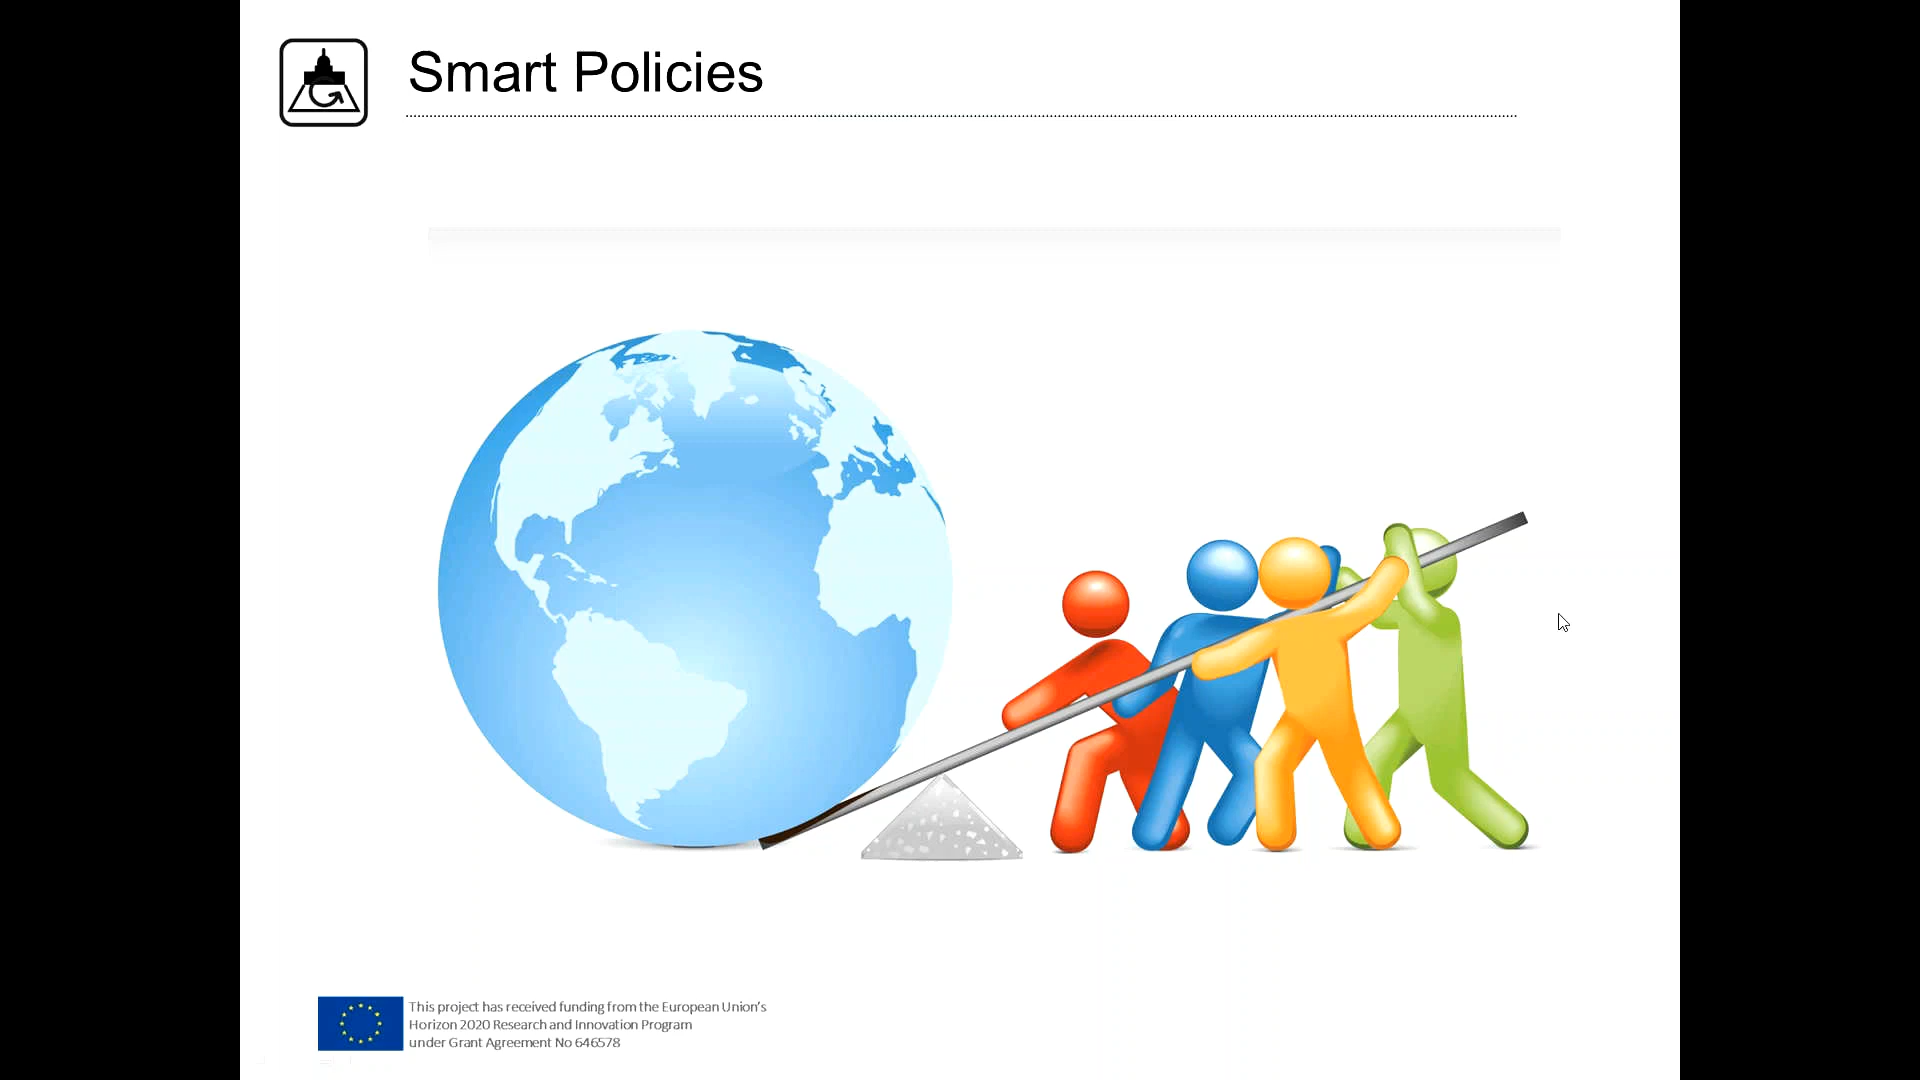 Smart Policies
This project has received funding from the European Union's
Horizon 2020 Research and Innovation Program
under Grant Agreement No 646578